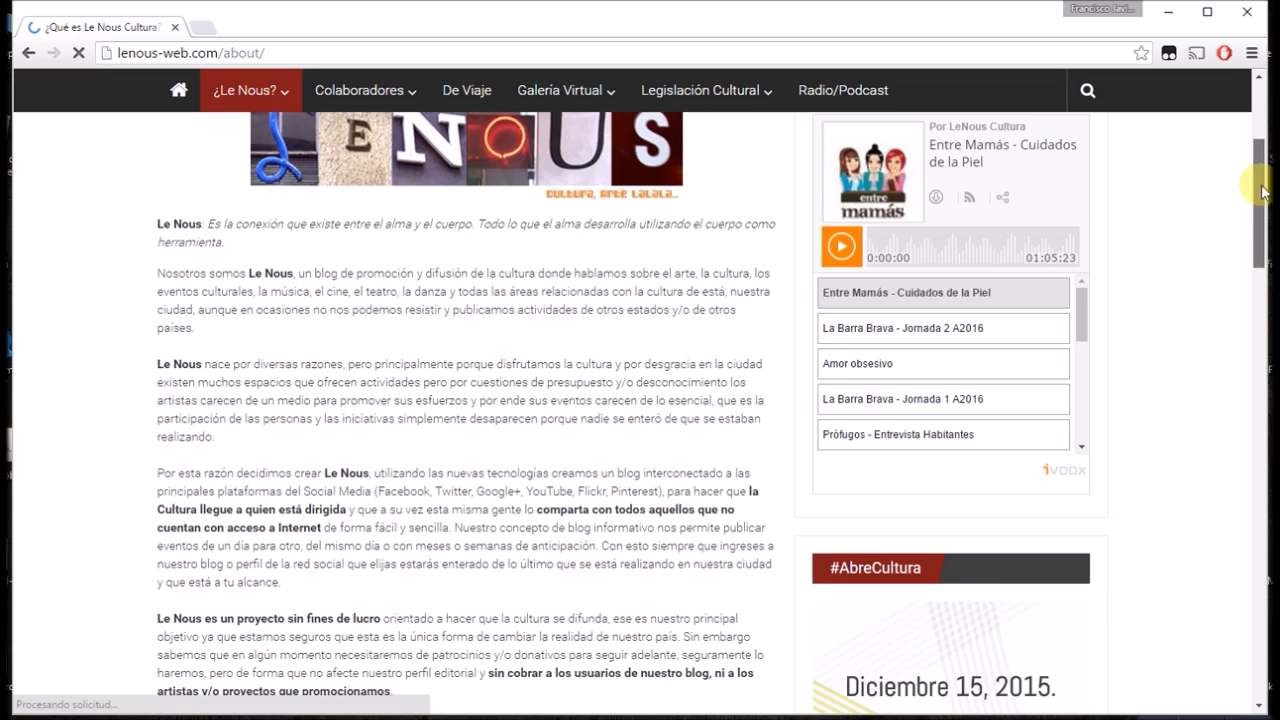 Francisco Javi...
¿Qué es Le Nous Cultura?
lenous-web.com/about/
¿Le Nous? Colaboradores De Viaje Galería Virtual Legislación Cultural Radio/Podcast
LENOUS
Cultura, Arte Lalala..
Le Nous: Es la conexión que existe entre el alma y el cuerpo. Todo lo que el alma desarrolla utilizando el cuerpo como
herramienta.
Nosotros somos Le Nous, un blog de promoción y difusión de la cultura donde hablamos sobre el arte, la cultura, los
eventos culturales, la música, el cine, el teatro, la danza y todas las áreas relacionadas con la cultura de está, nuestra
ciudad, aunque en ocasiones no nos podemos resistir y publicamos actividades de otros estados y/o de otros
países.
Le Nous nace por diversas razones, pero principalmente porque disfrutamos la cultura y por desgracia en la ciudad
existen muchos espacios que ofrecen actividades pero por cuestiones de presupuesto y/o desconocimiento los
artistas carecen de un medio para promover sus esfuerzos y por ende sus eventos carecen de lo esencial, que es la
participación de las personas y las iniciativas simplemente desaparecen porque nadie se enteró de que se estaban
realizando.
Por esta razón decidimos crear Le Nous, utilizando las nuevas tecnologías creamos un blog interconectado a las
principales plataformas del Social Media (Facebook, Twitter, Google+, YouTube, Flickr, Pinterest), para hacer que la
Cultura llegue a quien está dirigida y que a su vez esta misma gente lo comparta con todos aquellos que no
cuentan con acceso a Internet de forma fácil y sencilla. Nuestro concepto de blog informativo nos permite publicar
eventos de un día para otro, del mismo día o con meses o semanas de anticipación. Con esto siempre que ingreses a
nuestro blog o perfil de la red social que elijas estarás enterado de lo último que se está realizando en nuestra ciudad
y que está a tu alcance.
Le Nous es un proyecto sin fines de lucro orientado a hacer que la cultura se difunda, ese es nuestro principal
objetivo ya que estamos seguros que esta es la única forma de cambiar la realidad de nuestro país. Sin embargo
sabemos que en algún momento necesitaremos de patrocinios y/o donativos para seguir adelante, seguramente lo
haremos, pero de forma que no afecte nuestro perfil editorial y sin cobrar a los usuarios de nuestro blog, ni a los
artistas y/o proyectos que promocionamos.
Procesando solicitud...
entre
mamás
Por LeNous Cultura
Entre Mamás - Cuidados
de la Piel
0:00:00 01:05:23
Entre Mamás - Cuidados de la Piel
La Barra Brava - Jornada 2 A2016
Amor obsesivo
La Barra Brava - Jornada 1 A2016
Prófugos - Entrevista Habitantes
ivoox
#AbreCultura
Diciembre 15, 2015.